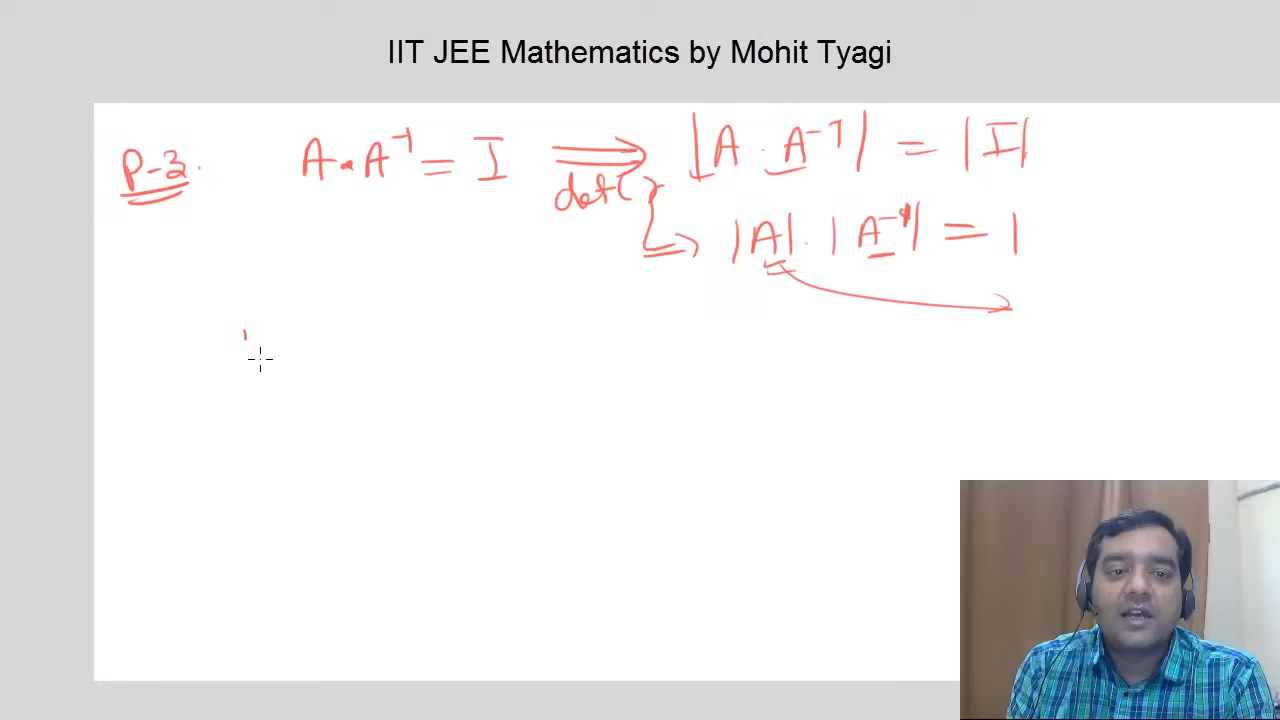 IIT JEE Mathematics by Mohit Tyagi
P-3. A.A⁻¹ = I ⟹ |A . A⁻¹| = |I|
det( )
↳ |A| . |A⁻¹| = 1